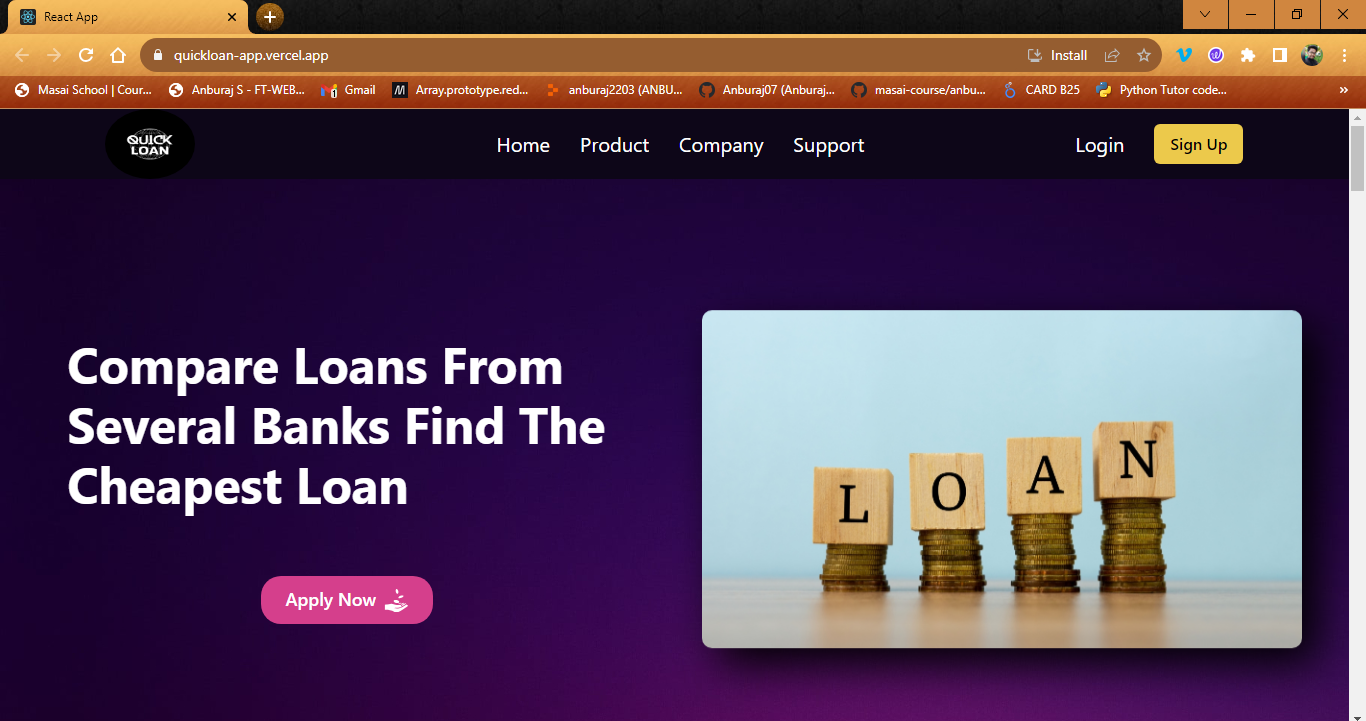 React App
quickloan-app.vercel.app
Install
Masai School | Cour...
Anburaj S - FT-WEB...
Gmail
Array.prototype.red...
anburaj2203 (ANBU...
Anburaj07 (Anburaj...
masai-course/anbu...
CARD B25
Python Tutor code...
»
QUICK
LOAN
Home
Product
Company
Support
Login
Sign Up
Compare Loans From
Several Banks Find The
Cheapest Loan
Apply Now
L O A N